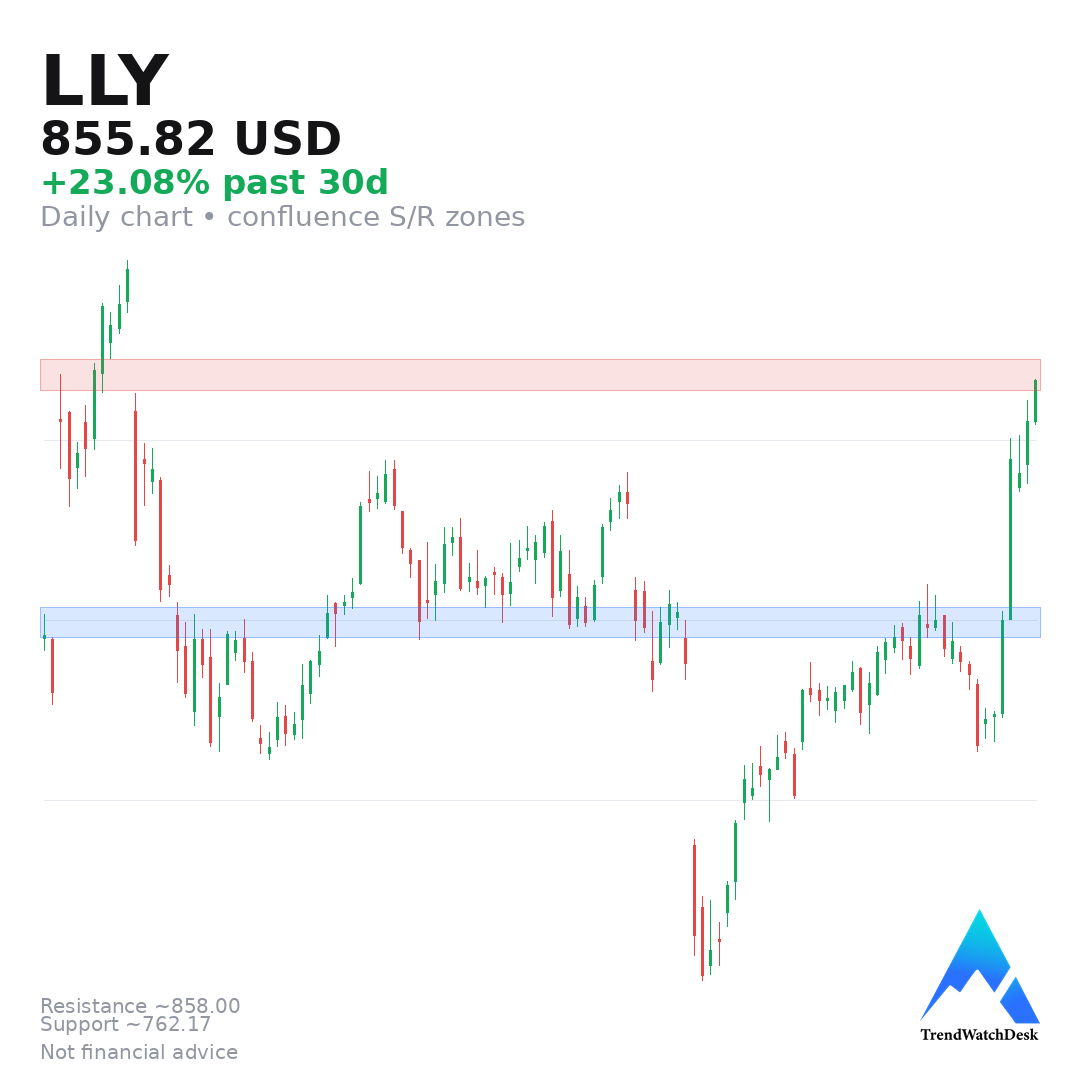 LLY
855.82 USD
+23.08% past 30d
Daily chart • confluence S/R zones
Resistance ~858.00
Support ~762.17
Not financial advice
TrendWatchDesk